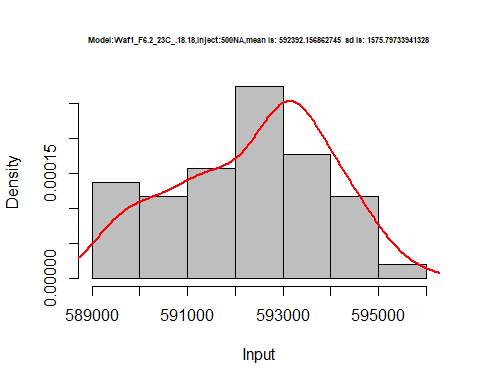 Model:Waf1_F6.2_23C_.18.18,Inject:500NA,mean is: 592392.156862745 sd is: 1575.79733941328
Density
0.00015
0.00000
589000 591000 593000 595000
Input